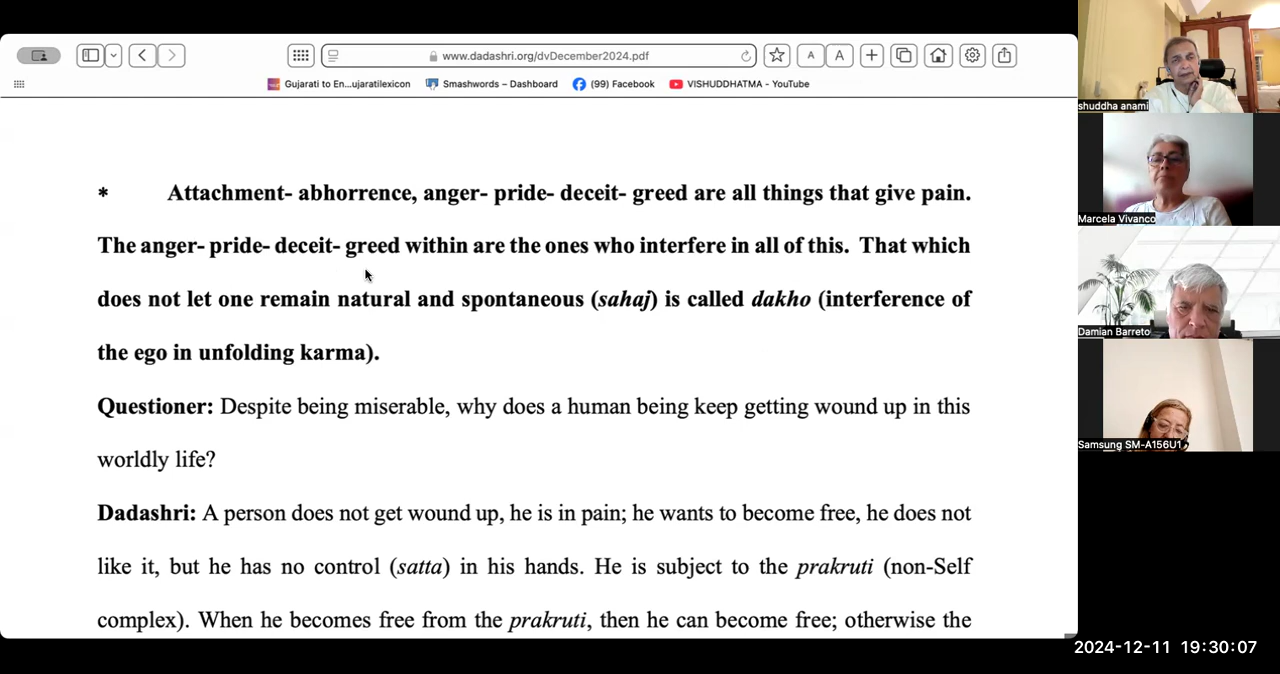 www.dadashri.org/dvDecember2024.pdf
A A
Gujarati to En...ujaratilexicon Smashwords – Dashboard (99) Facebook VISHUDDHATMA - YouTube
* Attachment- abhorrence, anger- pride- deceit- greed are all things that give pain.
The anger- pride- deceit- greed within are the ones who interfere in all of this. That which
does not let one remain natural and spontaneous (sahaj) is called dakho (interference of
the ego in unfolding karma).
Questioner: Despite being miserable, why does a human being keep getting wound up in this
worldly life?
Dadashri: A person does not get wound up, he is in pain; he wants to become free, he does not
like it, but he has no control (satta) in his hands. He is subject to the prakruti (non-Self
complex). When he becomes free from the prakruti, then he can become free; otherwise the
shuddha anami
Marcela Vivanco
Damian Barreto
Samsung SM-A156U1
2024-12-11 19:30:07